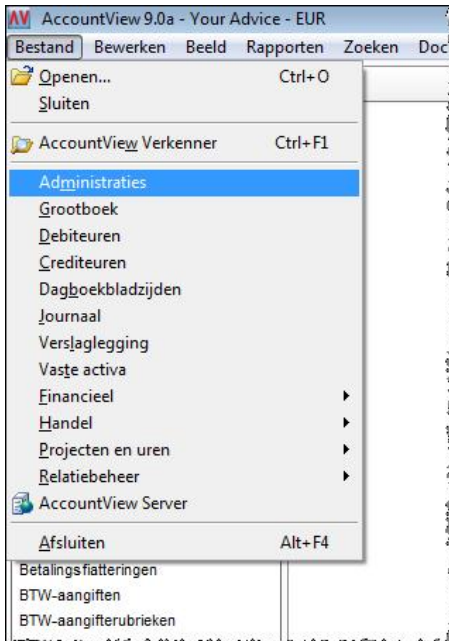 AV AccountView 9.0a - Your Advice - EUR
Bestand Bewerken Beeld Rapporten Zoeken Doc
Openen... Ctrl+O
Sluiten
AccountView Verkenner Ctrl+F1
Administraties
Grootboek
Debiteuren
Crediteuren
Dagboekbladzijden
Journaal
Verslaglegging
Vaste activa
Financieel
Handel
Projecten en uren
Relatiebeheer
AccountView Server
Afsluiten Alt+F4
Betalingsfiatteringen
BTW-aangiften
BTW-aangifterubrieken